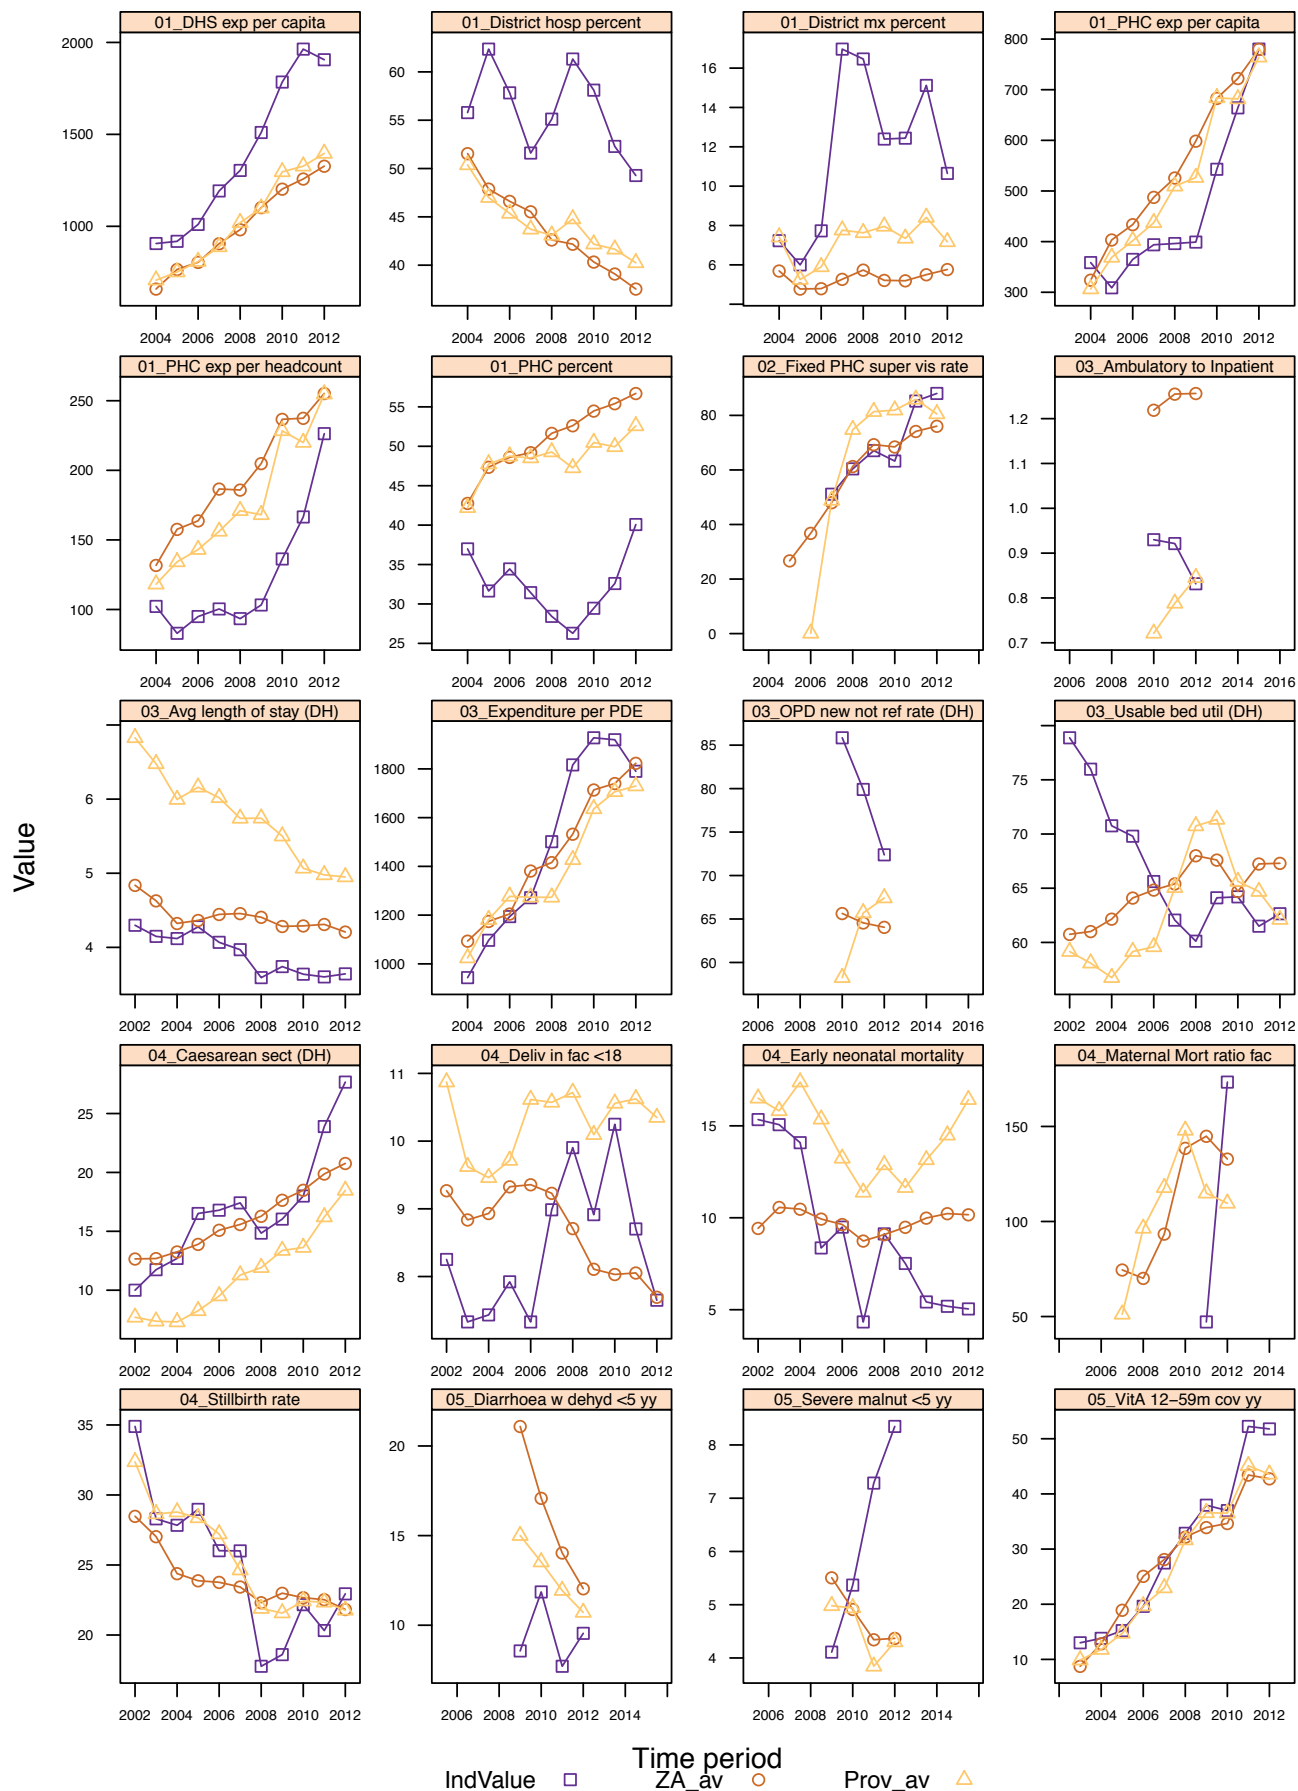 01_DHS exp per capita 01_District hosp percent 01_District mx percent 01_PHC exp per capita
2000 1500 1000
60 55 50 45 40
16 14 12 10 8 6
800 700 600 500 400 300
2004 2006 2008 2010 2012 2004 2006 2008 2010 2012 2004 2006 2008 2010 2012 2004 2006 2008 2010 2012
01_PHC exp per headcount 01_PHC percent 02_Fixed PHC super vis rate 03_Ambulatory to Inpatient
250 200 150 100
55 50 45 40 35 30 25
80 60 40 20 0
1.2 1.1 1.0 0.9 0.8 0.7
2004 2006 2008 2010 2012 2004 2006 2008 2010 2012 2004 2006 2008 2010 2012 2006 2008 2010 2012 2014 2016
03_Avg length of stay (DH) 03_Expenditure per PDE 03_OPD new not ref rate (DH) 03_Usable bed util (DH)
6 5 4
1800 1600 1400 1200 1000
85 80 75 70 65 60
75 70 65 60
2002 2004 2006 2008 2010 2012 2004 2006 2008 2010 2012 2006 2008 2010 2012 2014 2016 2002 2004 2006 2008 2010 2012
Value
04_Caesarean sect (DH) 04_Deliv in fac <18 04_Early neonatal mortality 04_Maternal Mort ratio fac
25 20 15 10
11 10 9 8
15 10 5
150 100 50
2002 2004 2006 2008 2010 2012 2002 2004 2006 2008 2010 2012 2002 2004 2006 2008 2010 2012 2006 2008 2010 2012 2014
04_Stillbirth rate 05_Diarrhoea w dehyd <5 yy 05_Severe malnut <5 yy 05_VitA 12–59m cov yy
35 30 25 20
20 15 10
8 7 6 5 4
50 40 30 20 10
2002 2004 2006 2008 2010 2012 2006 2008 2010 2012 2014 2006 2008 2010 2012 2014 2004 2006 2008 2010 2012
Time period
IndValue ZA_av Prov_av